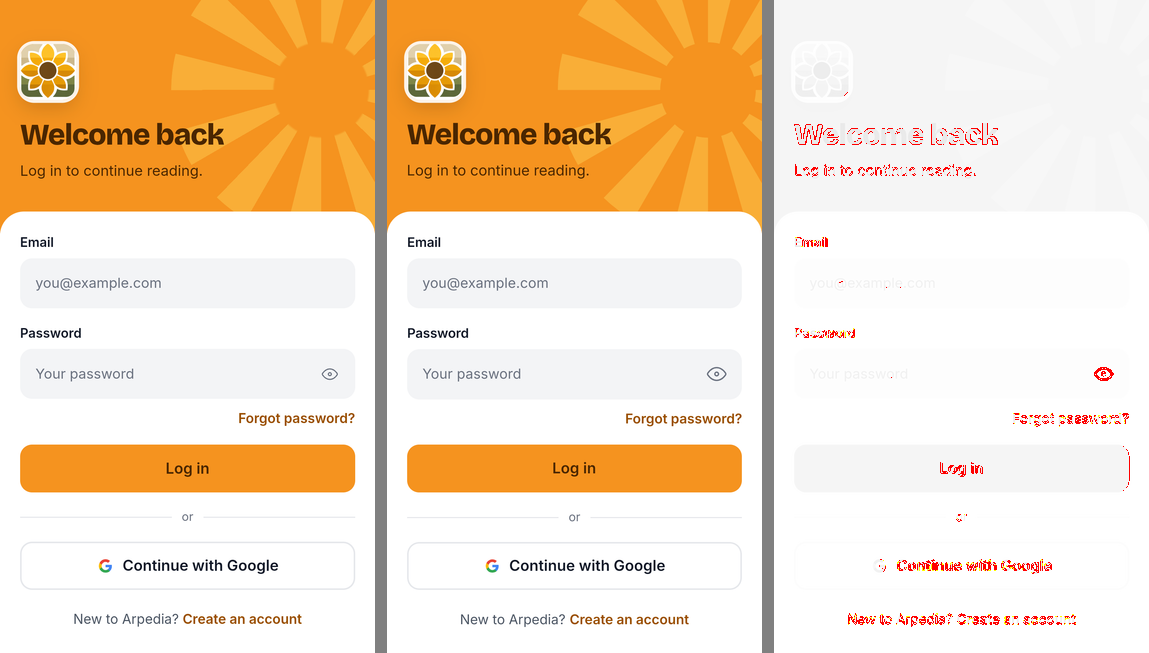 Welcome back
Log in to continue reading.
Email
you@example.com
Password
Your password
Forgot password?
Log in
or
Continue with Google
New to Arpedia? Create an account
Welcome back
Log in to continue reading.
Email
you@example.com
Password
Your password
Forgot password?
Log in
or
Continue with Google
New to Arpedia? Create an account
Welcome back
Log in to continue reading.
Email
you@example.com
Password
Your password
Forgot password?
Log in
or
Continue with Google
New to Arpedia? Create an account